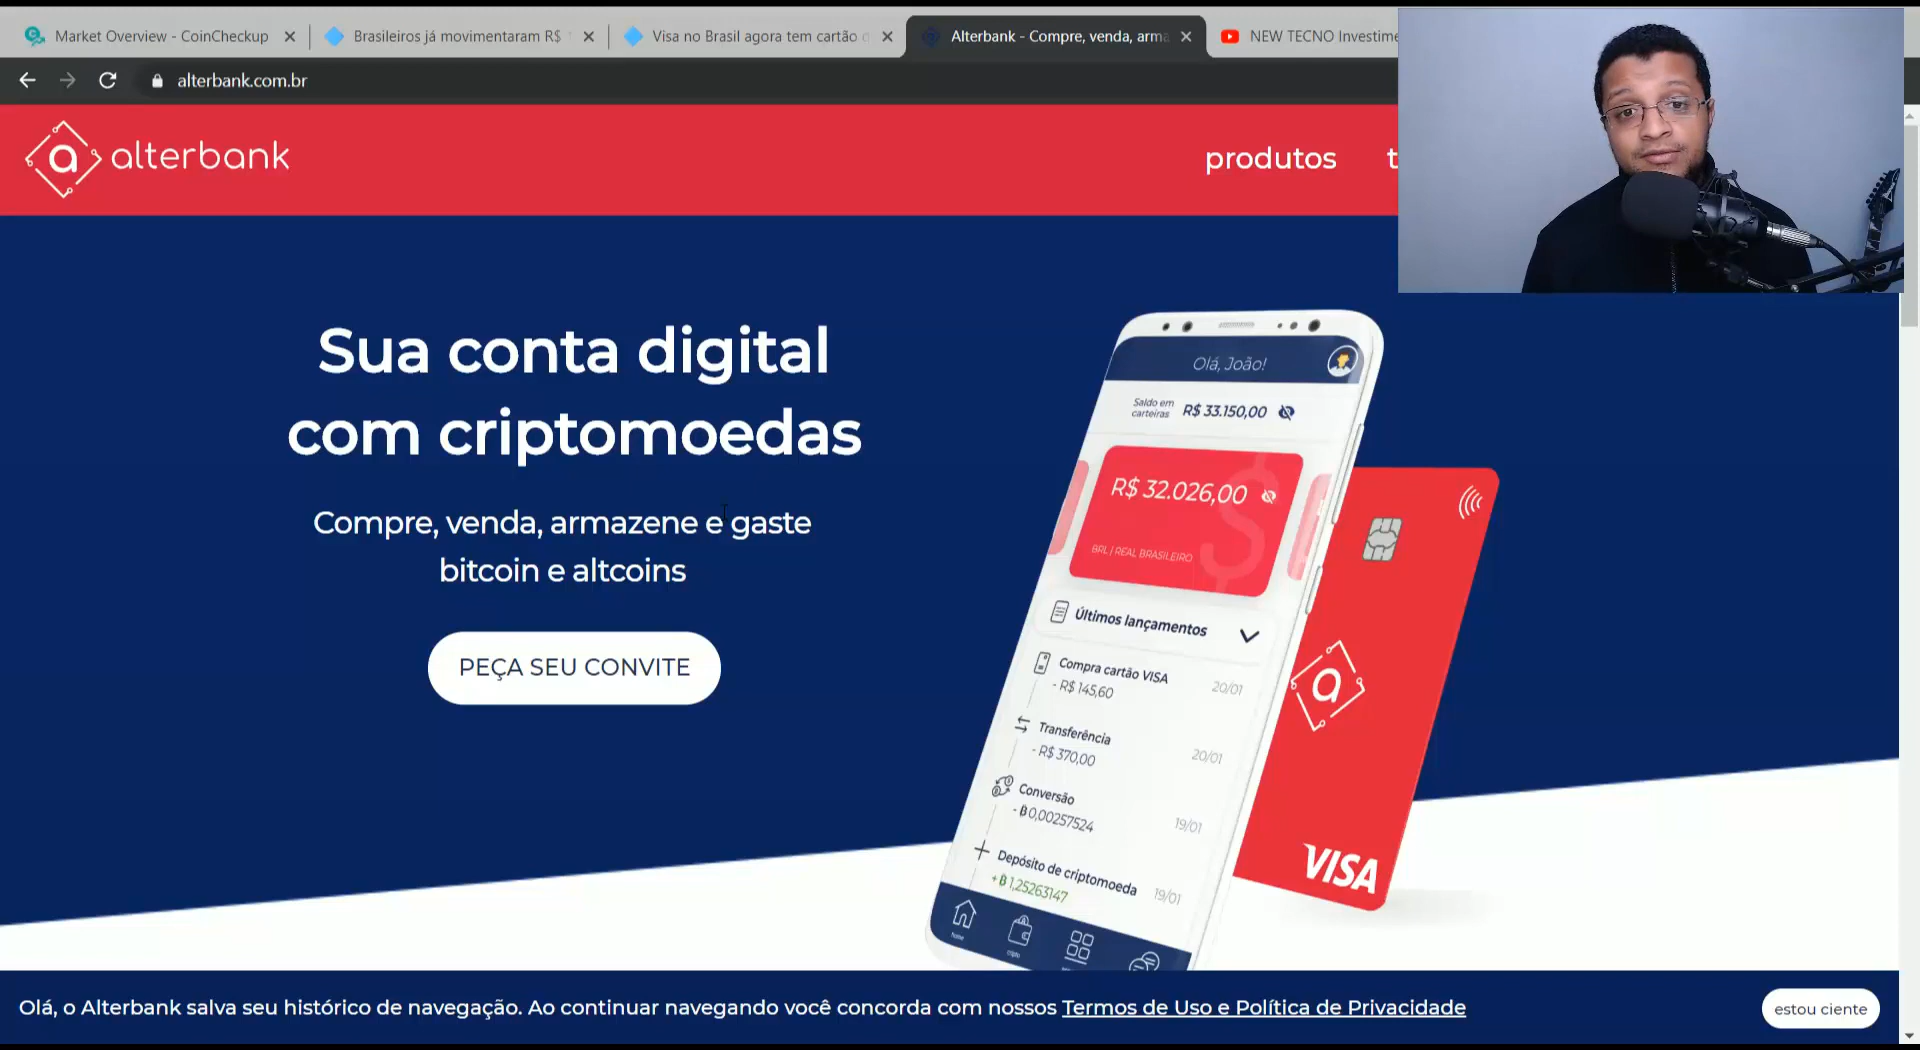 Market Overview - CoinCheckup
Brasileiros já movimentaram R$
Visa no Brasil agora tem cartão
Alterbank - Compre, venda, arma
NEW TECNO Investime
alterbank.com.br
a alterbank
produtos t
Sua conta digital
com criptomoedas
Compre, venda, armazene e gaste
bitcoin e altcoins
PEÇA SEU CONVITE
Olá, João!
Saldo em
carteiras R$ 33.150,00
R$ 32.026,00
BRL | REAL BRASILEIRO
Últimos lançamentos
Compra cartão VISA
- R$ 145,60 20/01
Transferência
- R$ 370,00 20/01
Conversão
- ฿0,00257524 19/01
Depósito de criptomoeda
+ ฿ 1,25263147 19/01
home
cripto
a
VISA
Olá, o Alterbank salva seu histórico de navegação. Ao continuar navegando você concorda com nossos Termos de Uso e Política de Privacidade
estou ciente